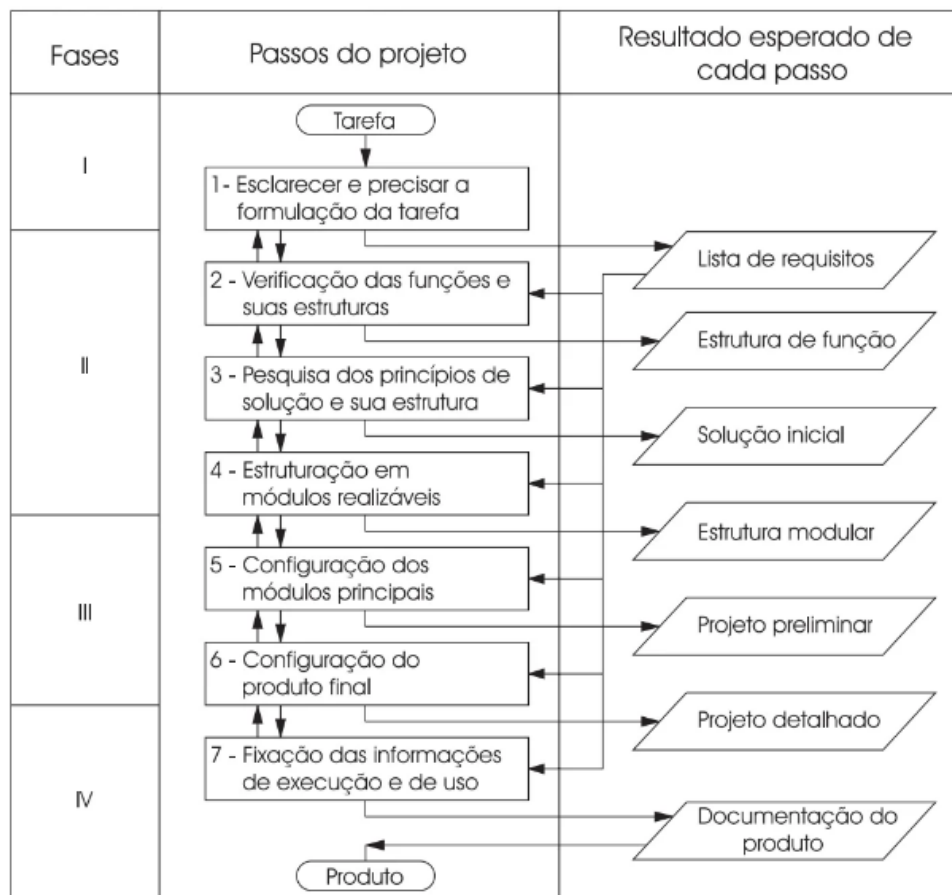 Fases
Passos do projeto
Resultado esperado de
cada passo
I
Tarefa
1- Esclarecer e precisar a
formulação da tarefa
Lista de requisitos
II
2 - Verificação das funções e
suas estruturas
Estrutura de função
3 - Pesquisa dos princípios de
solução e sua estrutura
Solução inicial
4 - Estruturação em
módulos realizáveis
Estrutura modular
III
5 - Configuração dos
módulos principais
Projeto preliminar
6 - Configuração do
produto final
Projeto detalhado
IV
7 - Fixação das informações
de execução e de uso
Documentação do
produto
Produto